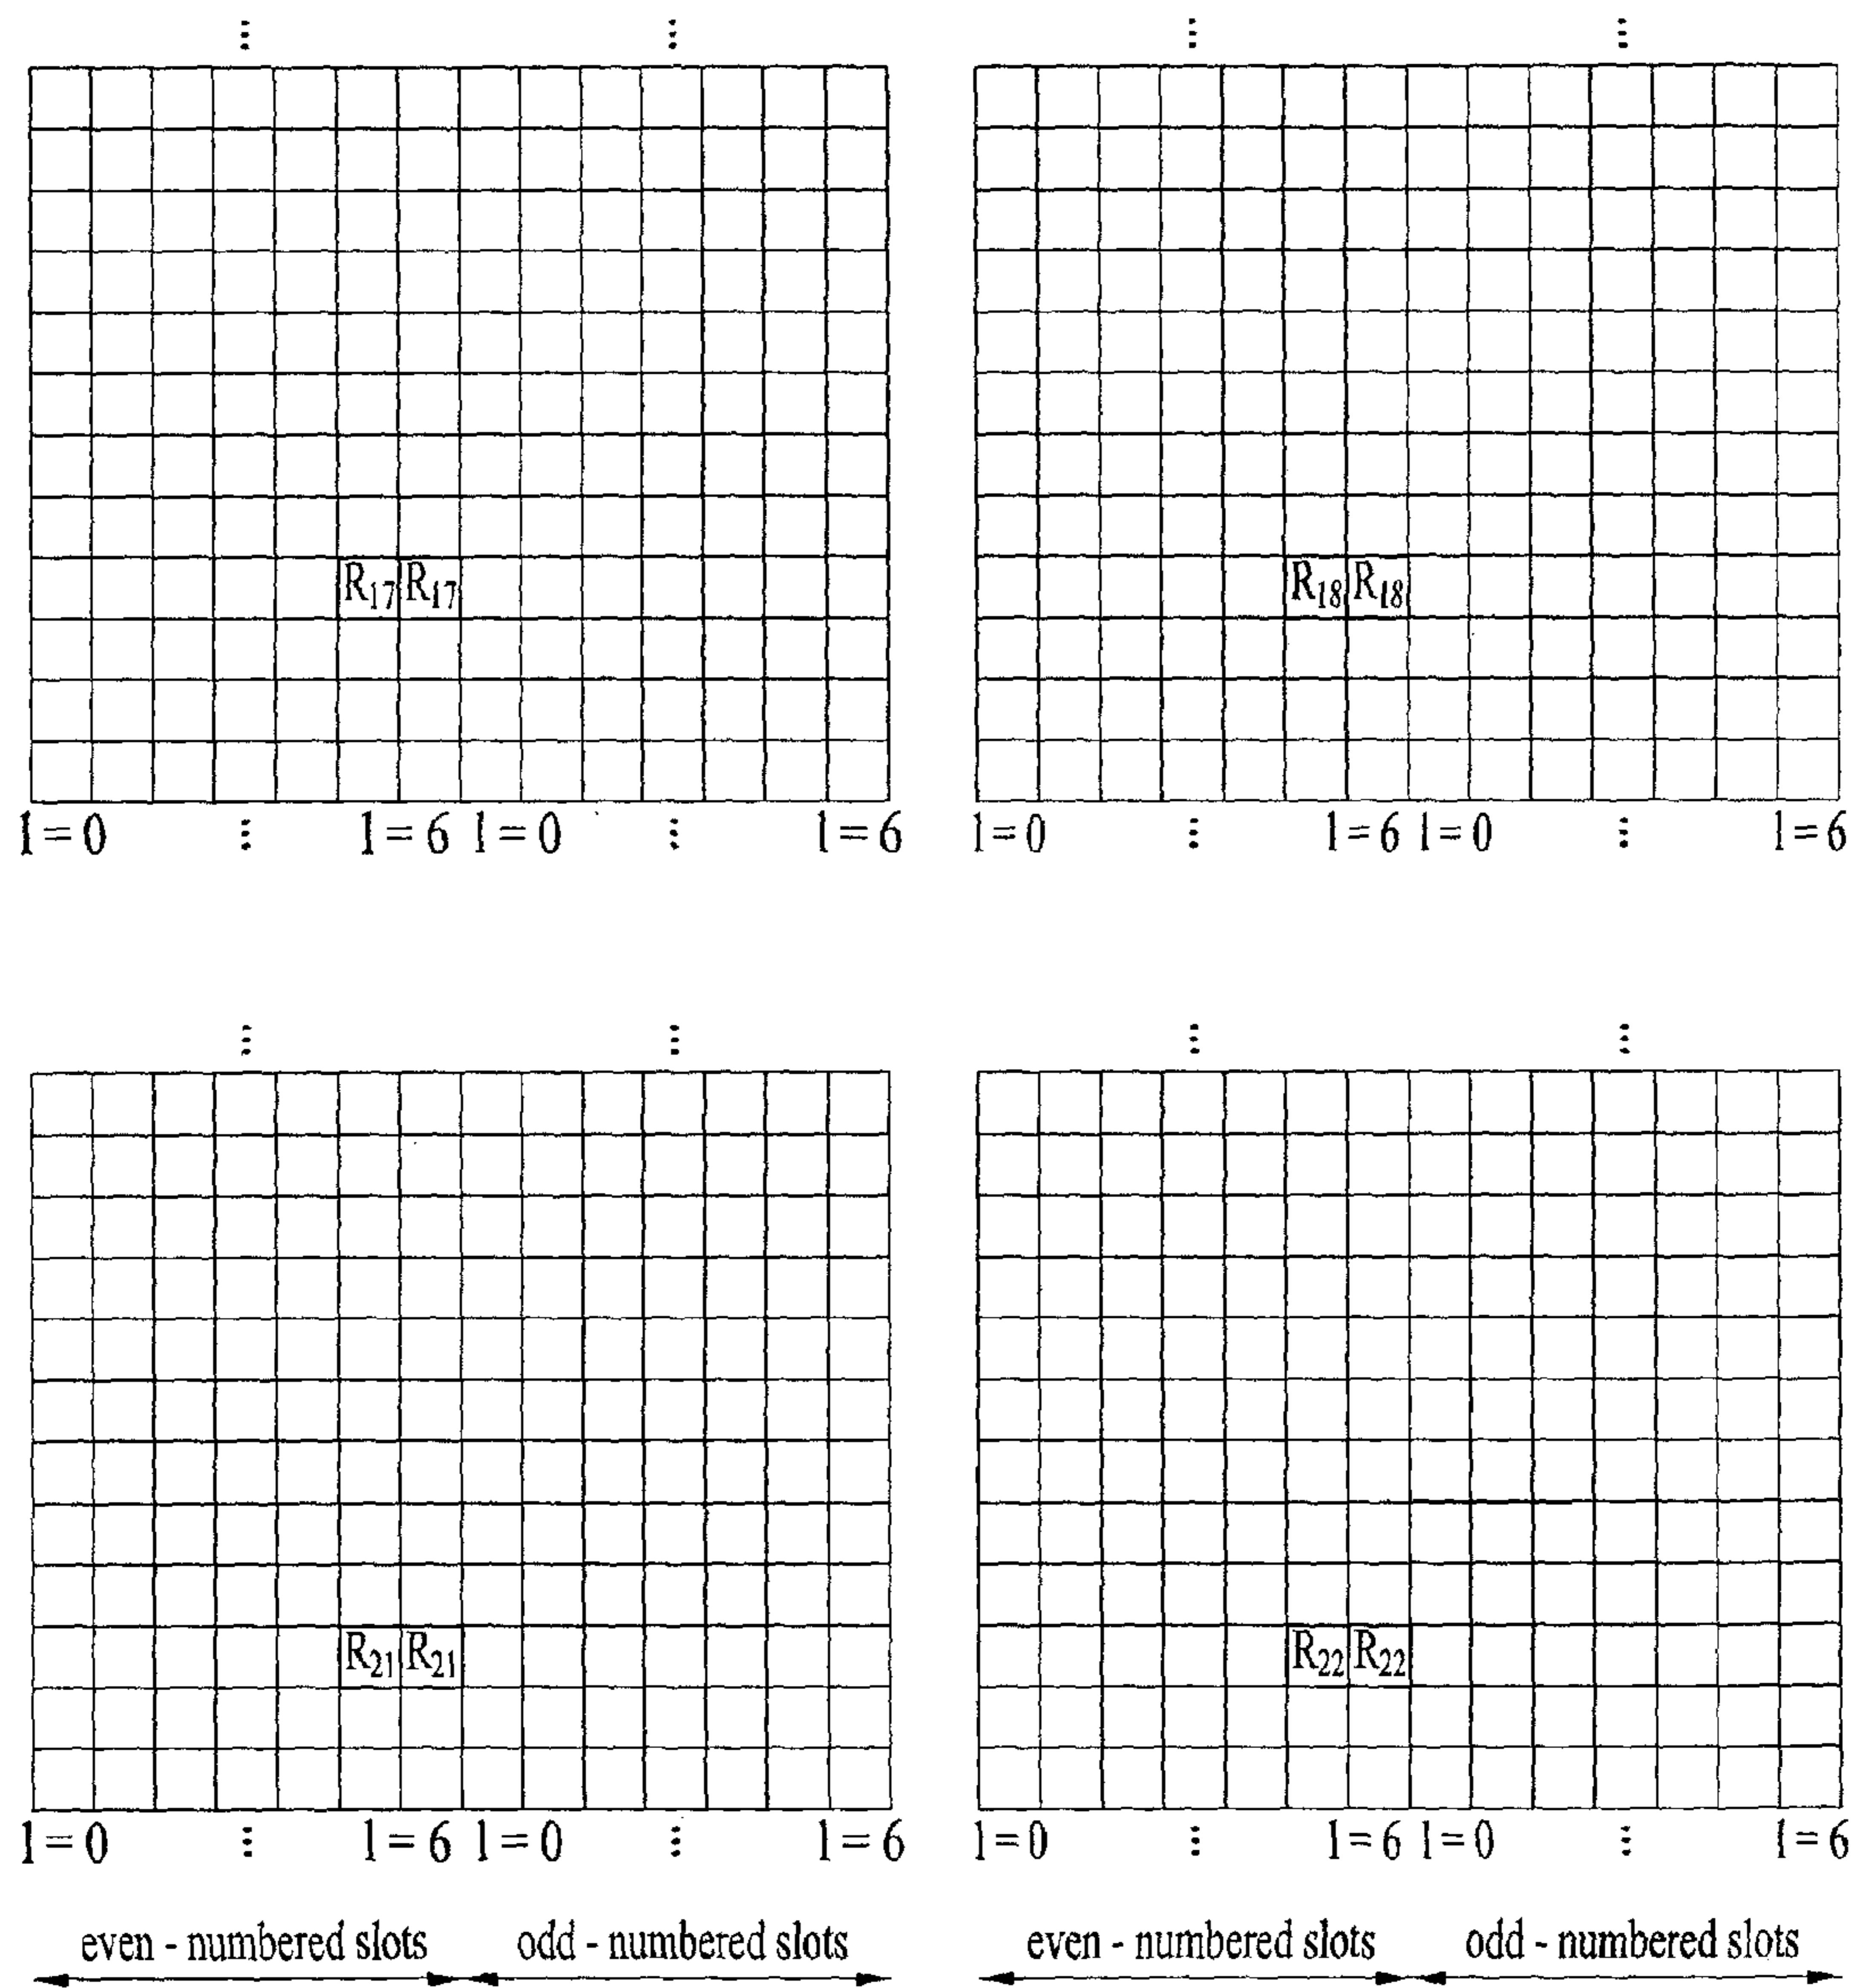 ⋮ ⋮ ⋮ ⋮
R17 R17 R18 R18
l = 0 ⋮ l = 6 l = 0 ⋮ l = 6 l = 0 ⋮ l = 6 l = 0 ⋮ l = 6
⋮ ⋮ ⋮ ⋮
R21 R21 R22 R22
l = 0 ⋮ l = 6 l = 0 ⋮ l = 6 l = 0 ⋮ l = 6 l = 0 ⋮ l = 6
even - numbered slots odd - numbered slots even - numbered slots odd - numbered slots